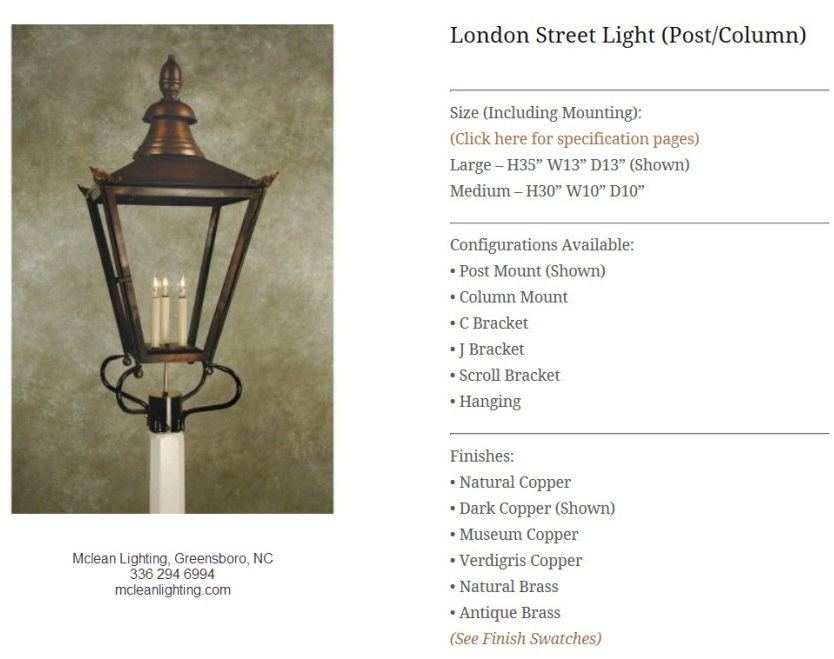 London Street Light (Post/Column)
Size (Including Mounting):
(Click here for specification pages)
Large – H35” W13” D13” (Shown)
Medium – H30” W10” D10”
Configurations Available:
• Post Mount (Shown)
• Column Mount
• C Bracket
• J Bracket
• Scroll Bracket
• Hanging
Finishes:
• Natural Copper
• Dark Copper (Shown)
• Museum Copper
• Verdigris Copper
• Natural Brass
• Antique Brass
(See Finish Swatches)
Mclean Lighting, Greensboro, NC
336 294 6994
mcleanlighting.com